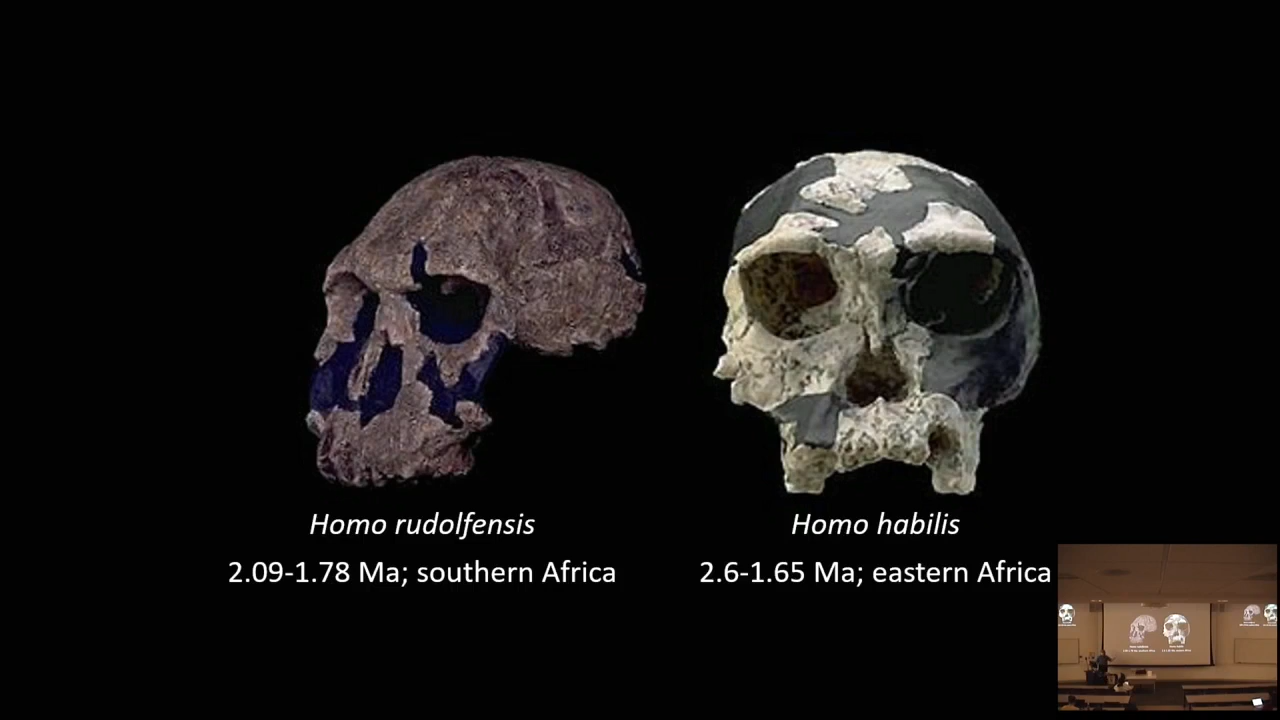 Homo rudolfensis
2.09-1.78 Ma; southern Africa
Homo habilis
2.6-1.65 Ma; eastern Africa